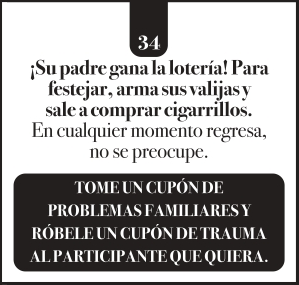 34
¡Su padre gana la lotería! Para
festejar, arma sus valijas y
sale a comprar cigarrillos.
En cualquier momento regresa,
no se preocupe.
TOME UN CUPÓN DE
PROBLEMAS FAMILIARES Y
RÓBELE UN CUPÓN DE TRAUMA
AL PARTICIPANTE QUE QUIERA.